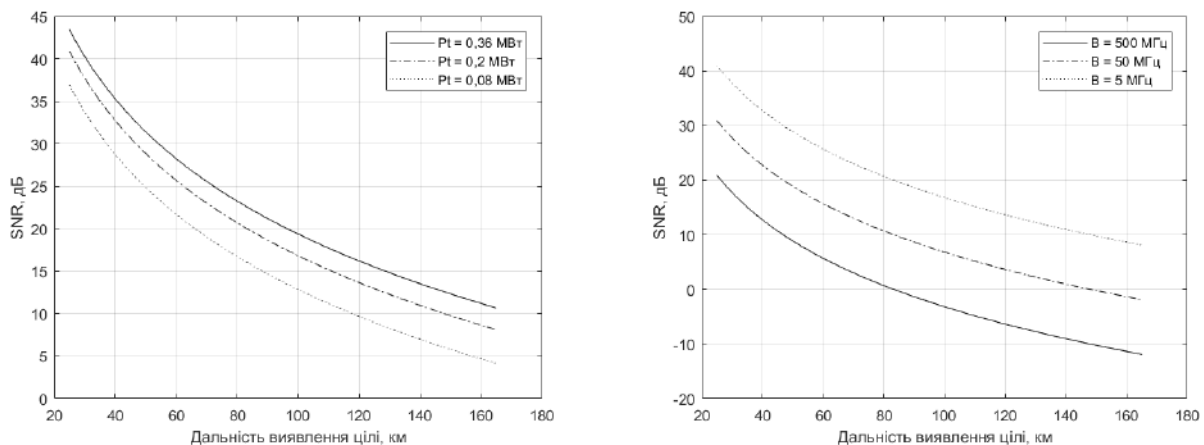 45
40
35
30
25
20
15
10
5
0
SNR, дБ
Pt = 0,36 МВт
Pt = 0,2 МВт
Pt = 0,08 МВт
20 40 60 80 100 120 140 160 180
Дальність виявлення цілі, км
50
40
30
20
10
0
-10
-20
SNR, дБ
B = 500 МГц
B = 50 МГц
B = 5 МГц
20 40 60 80 100 120 140 160 180
Дальність виявлення цілі, км